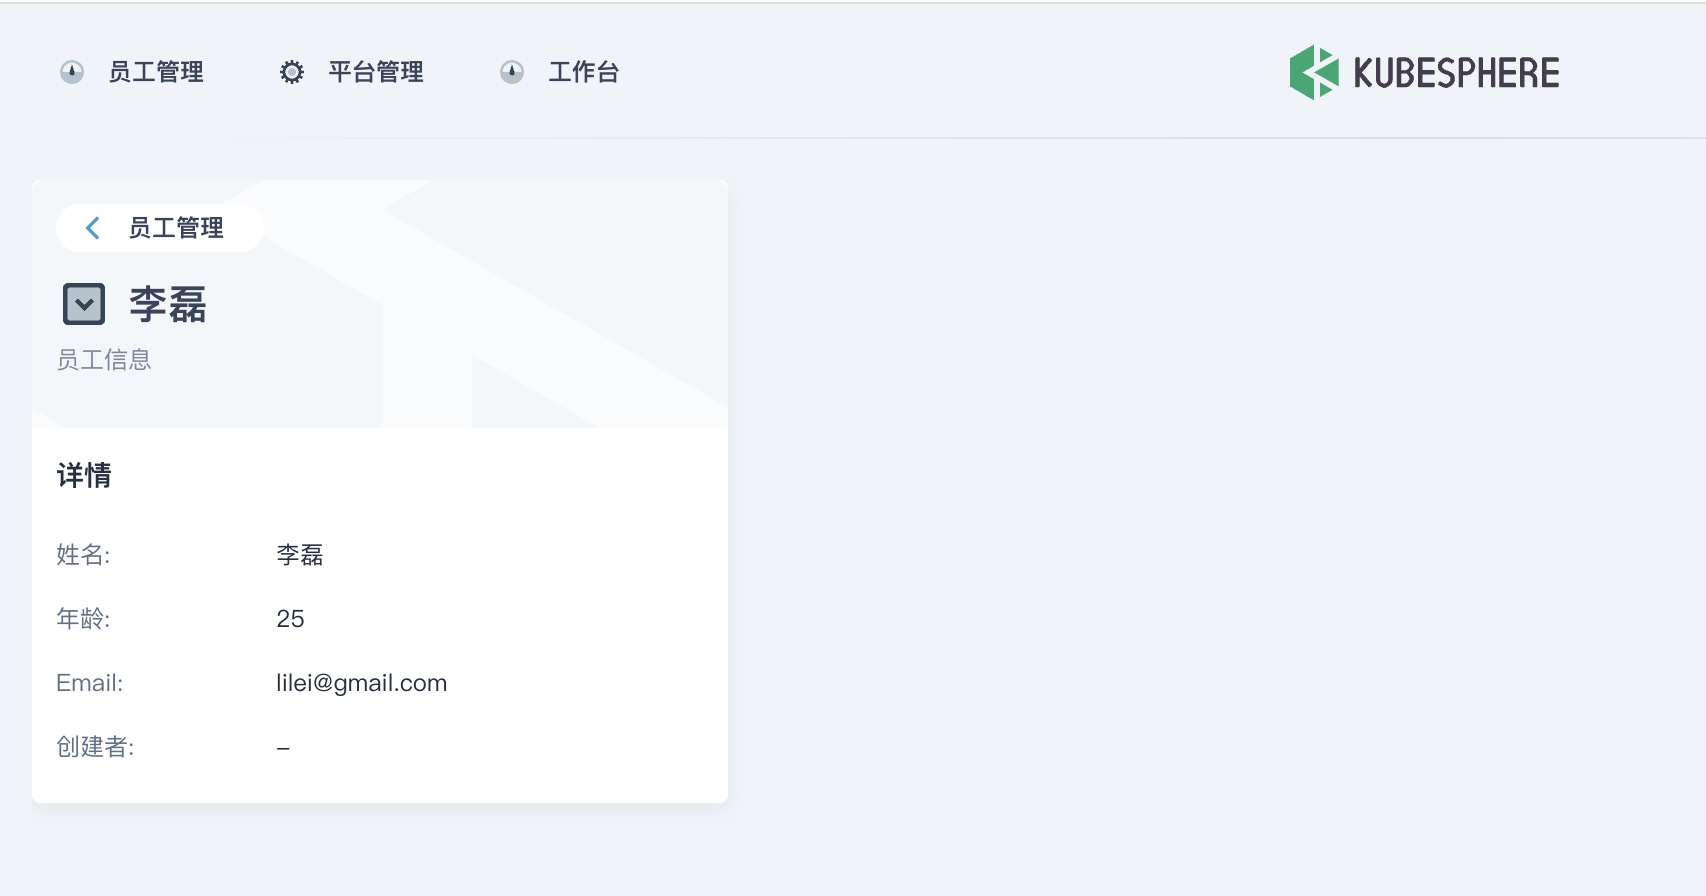 员工管理 平台管理 工作台 KUBESPHERE
员工管理
李磊
员工信息
详情
姓名: 李磊
年龄: 25
Email: lilei@gmail.com
创建者: –